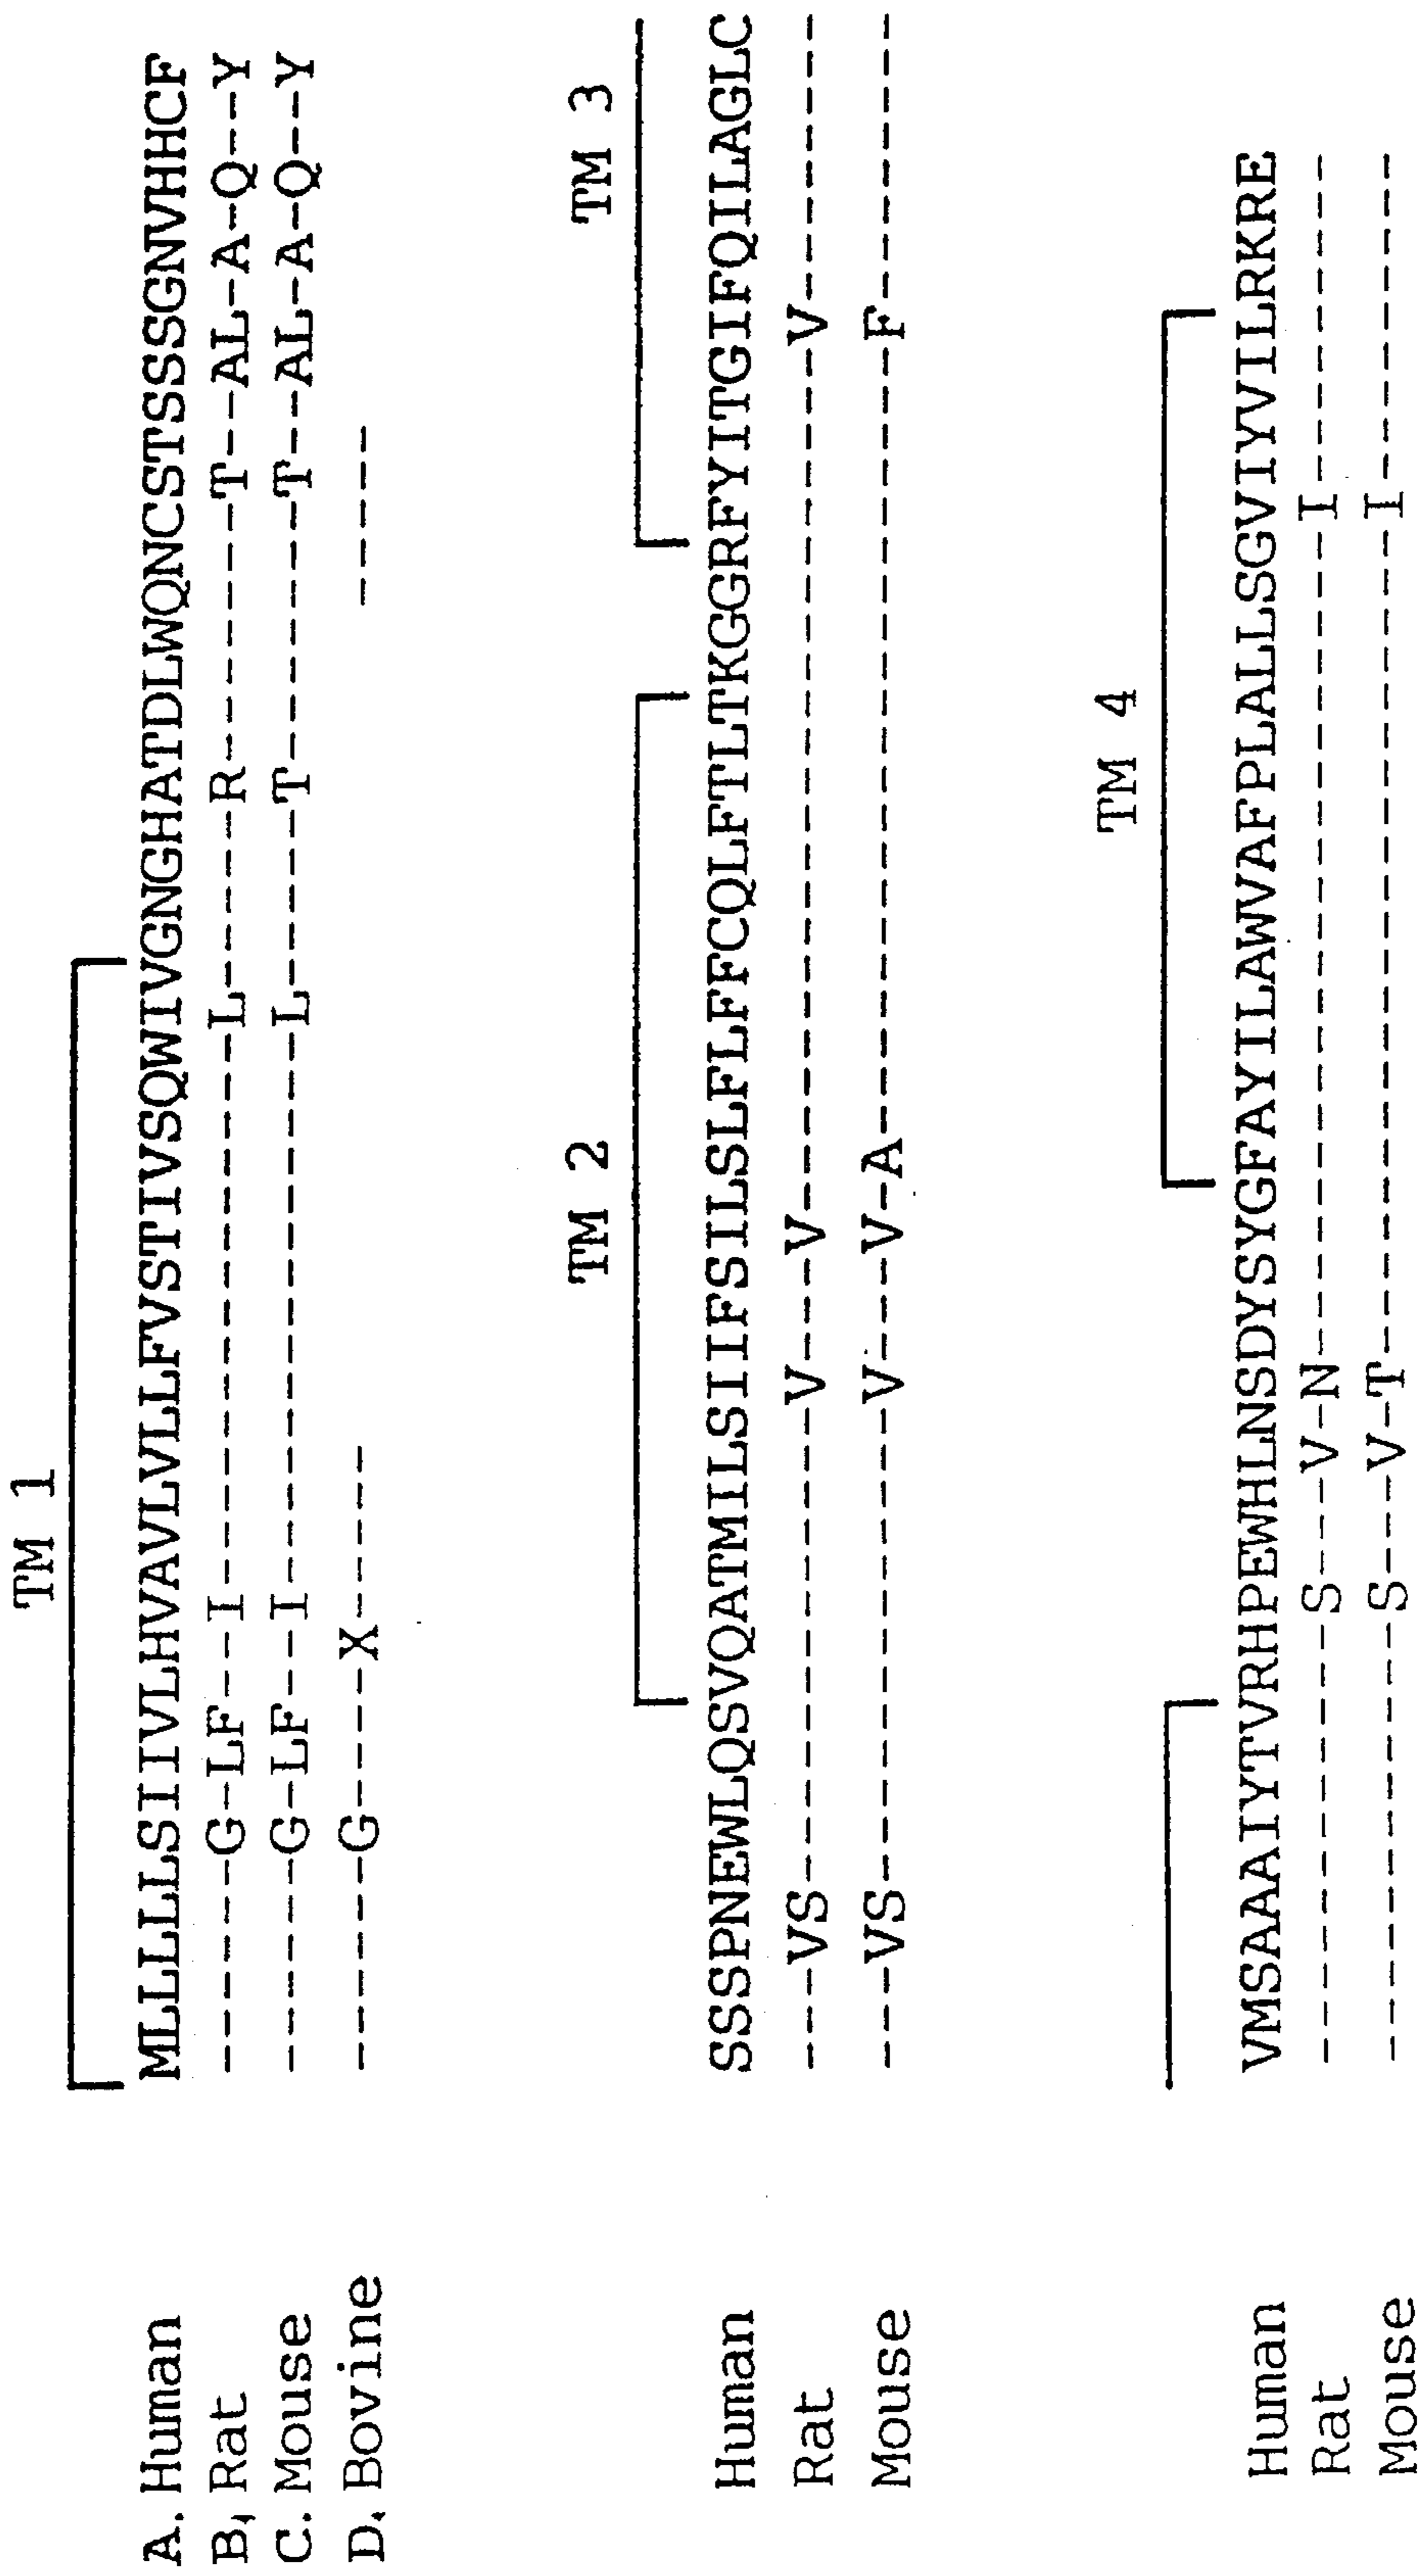 TM 1
A. Human MLLLLLSIIVLHVAVLVLLFVSTIVSQWIVGNGHATDLWQNCSTSSSGNVHHCF
B, Rat ------G-LF--I---------------L-----R-------T--AL-A-Q--Y
C. Mouse ------G-LF--I---------------L-----T-------T--AL-A-Q--Y
D. Bovine ------G----X----- -----
TM 2 TM 3
Human SSSPNEWLQSVQATMILSIIFSILSLFLFFCQLFTLTKGGRFYITGIFQILAGLC
Rat ---VS-------------V---V-----------------------V--------
Mouse ---VS-------------V---V-A---------------------F--------
TM 4
Human VMSAAAIYTVRHPEWHLNSDYSYGFAYILAWVAFPLALLSGVIYVILRKRE
Rat ------------S---V-N----------------------I---------
Mouse ------------S---V-T----------------------I---------